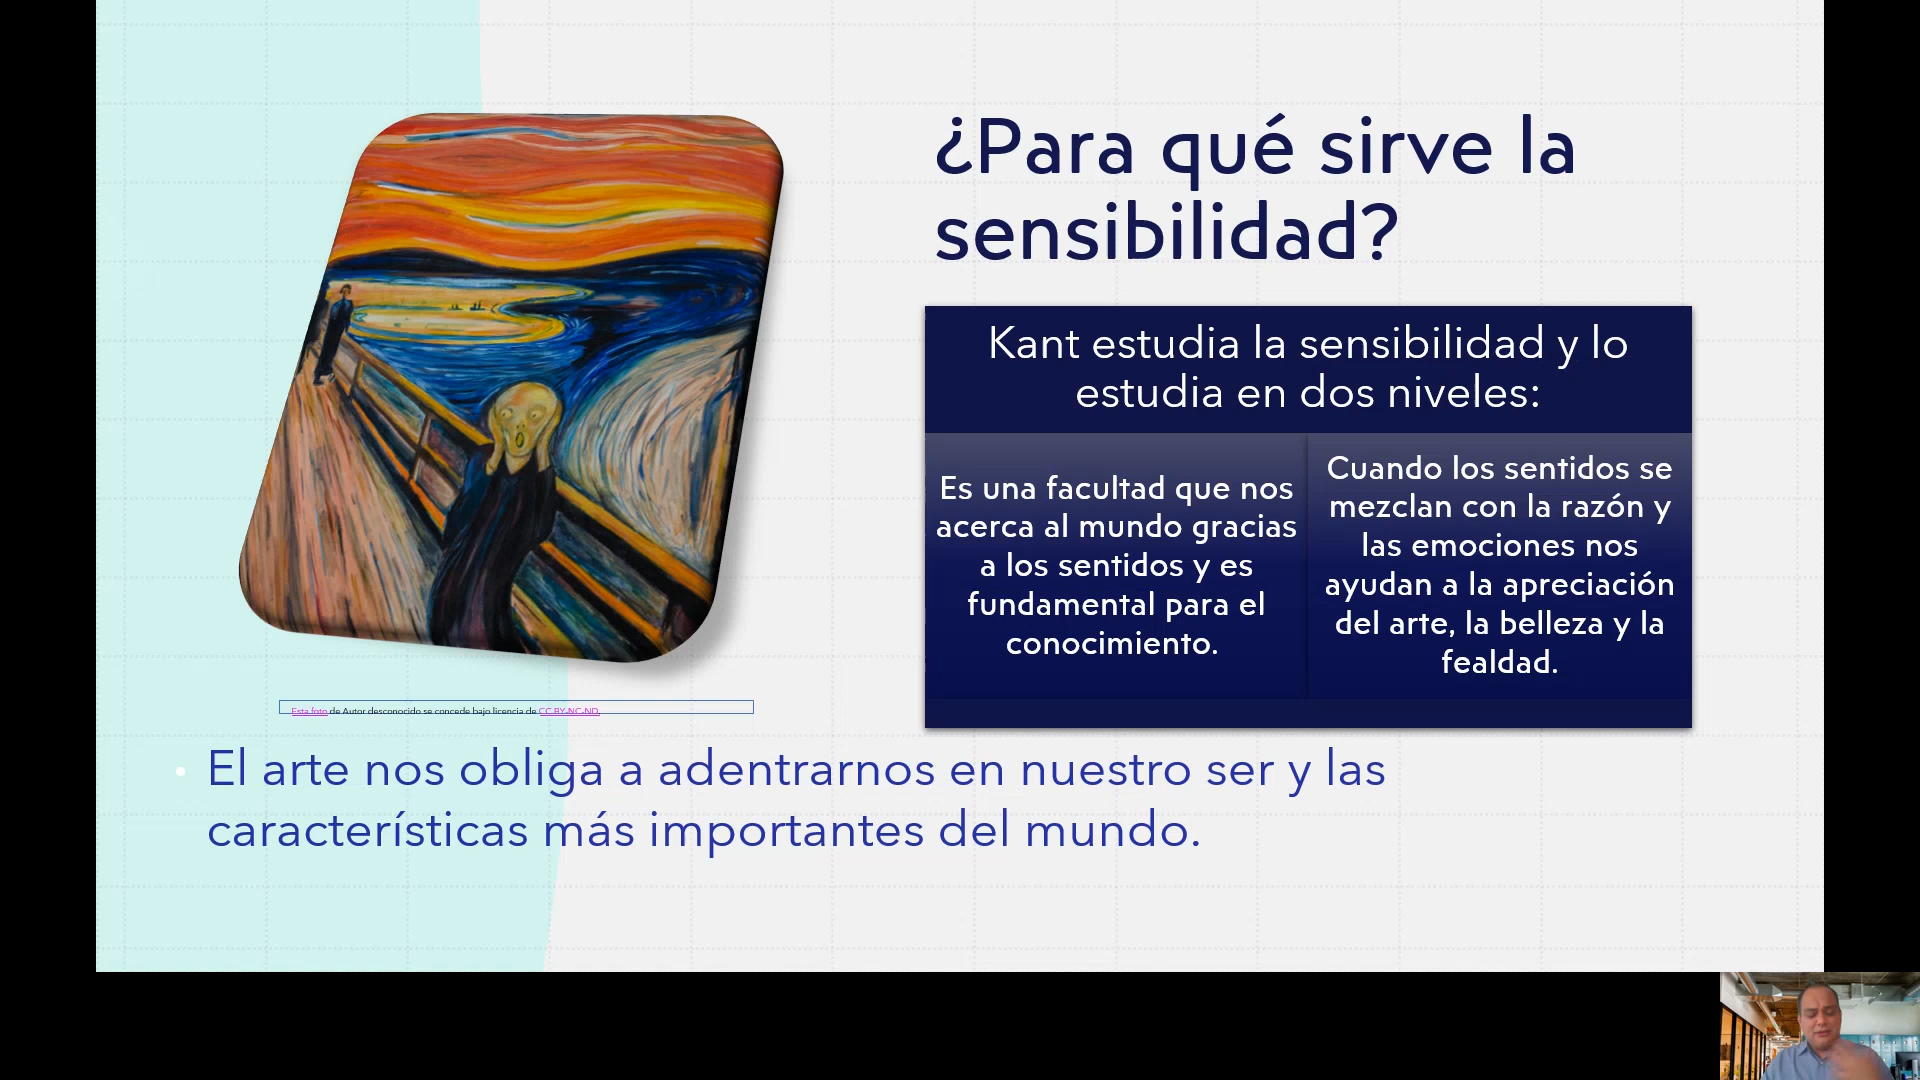 ¿Para qué sirve la
sensibilidad?
Kant estudia la sensibilidad y lo
estudia en dos niveles:
Es una facultad que nos
acerca al mundo gracias
a los sentidos y es
fundamental para el
conocimiento.
Cuando los sentidos se
mezclan con la razón y
las emociones nos
ayudan a la apreciación
del arte, la belleza y la
fealdad.
Esta foto de Autor desconocido se concede bajo licencia de CC BY-NC-ND.
• El arte nos obliga a adentrarnos en nuestro ser y las
características más importantes del mundo.